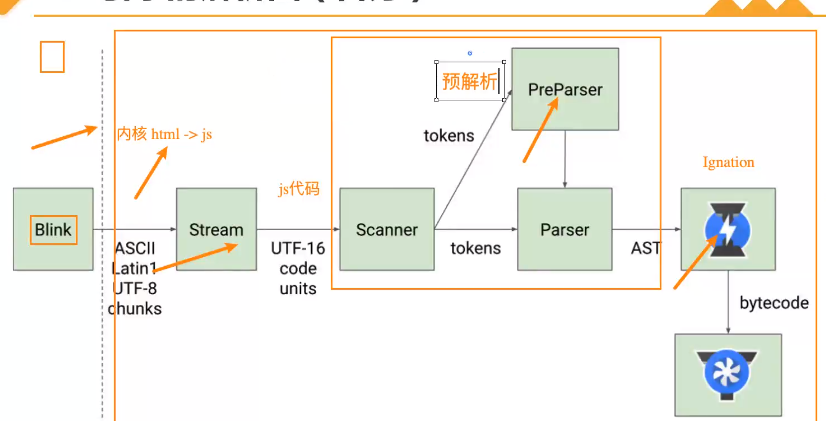 预解析
PreParser
内核 html -> js
tokens
Ignation
js代码
Blink
Stream
Scanner
Parser
ASCII
Latin1
UTF-8
chunks
UTF-16
code
units
tokens
AST
bytecode